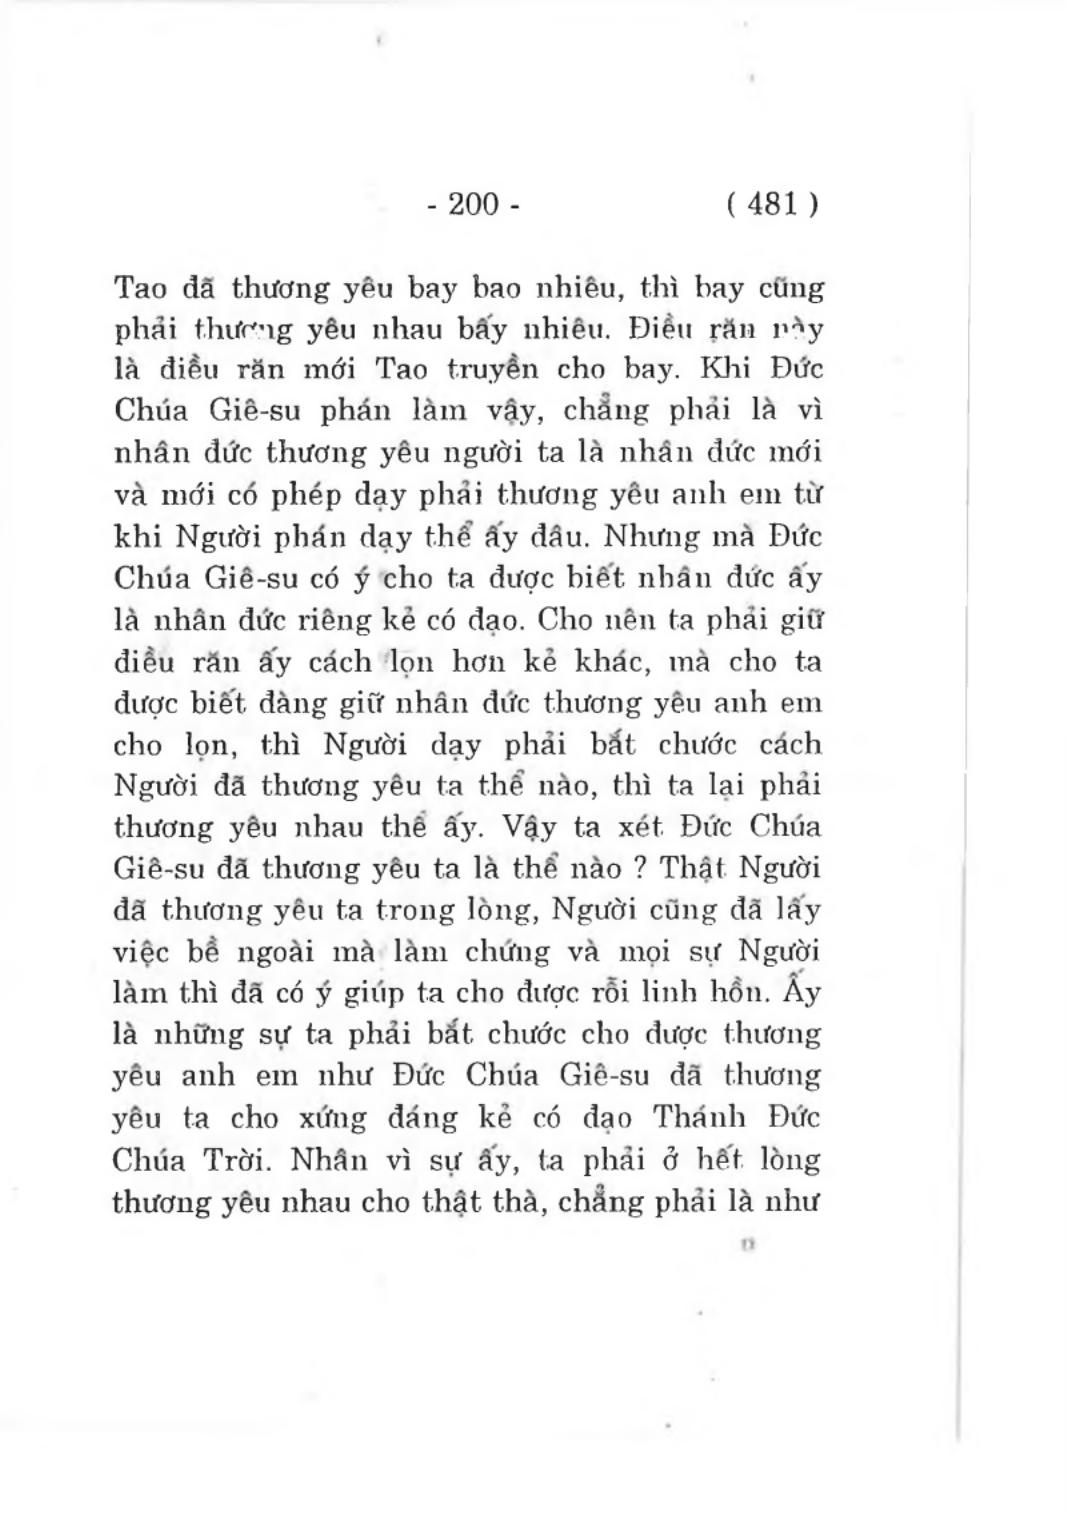 - 200 - ( 481 )
Tao đã thương yêu bay bao nhiêu, thì bay cũng
phải thương yêu nhau bấy nhiêu. Điều răn này
là điều răn mới Tao truyền cho bay. Khi Đức
Chúa Giê-su phán làm vậy, chẳng phải là vì
nhân đức thương yêu người ta là nhân đức mới
và mới có phép dạy phải thương yêu anh em từ
khi Người phán dạy thể ấy đâu. Nhưng mà Đức
Chúa Giê-su có ý cho ta được biết nhân đức ấy
là nhân đức riêng kẻ có đạo. Cho nên ta phải giữ
điều răn ấy cách lọn hơn kẻ khác, mà cho ta
được biết đàng giữ nhân đức thương yêu anh em
cho lọn, thì Người dạy phải bắt chước cách
Người đã thương yêu ta thể nào, thì ta lại phải
thương yêu nhau thể ấy. Vậy ta xét Đức Chúa
Giê-su đã thương yêu ta là thể nào ? Thật Người
đã thương yêu ta trong lòng, Người cũng đã lấy
việc bề ngoài mà làm chứng và mọi sự Người
làm thì đã có ý giúp ta cho được rỗi linh hồn. Ấy
là những sự ta phải bắt chước cho được thương
yêu anh em như Đức Chúa Giê-su đã thương
yêu ta cho xứng đáng kẻ có đạo Thánh Đức
Chúa Trời. Nhân vì sự ấy, ta phải ở hết lòng
thương yêu nhau cho thật thà, chẳng phải là như